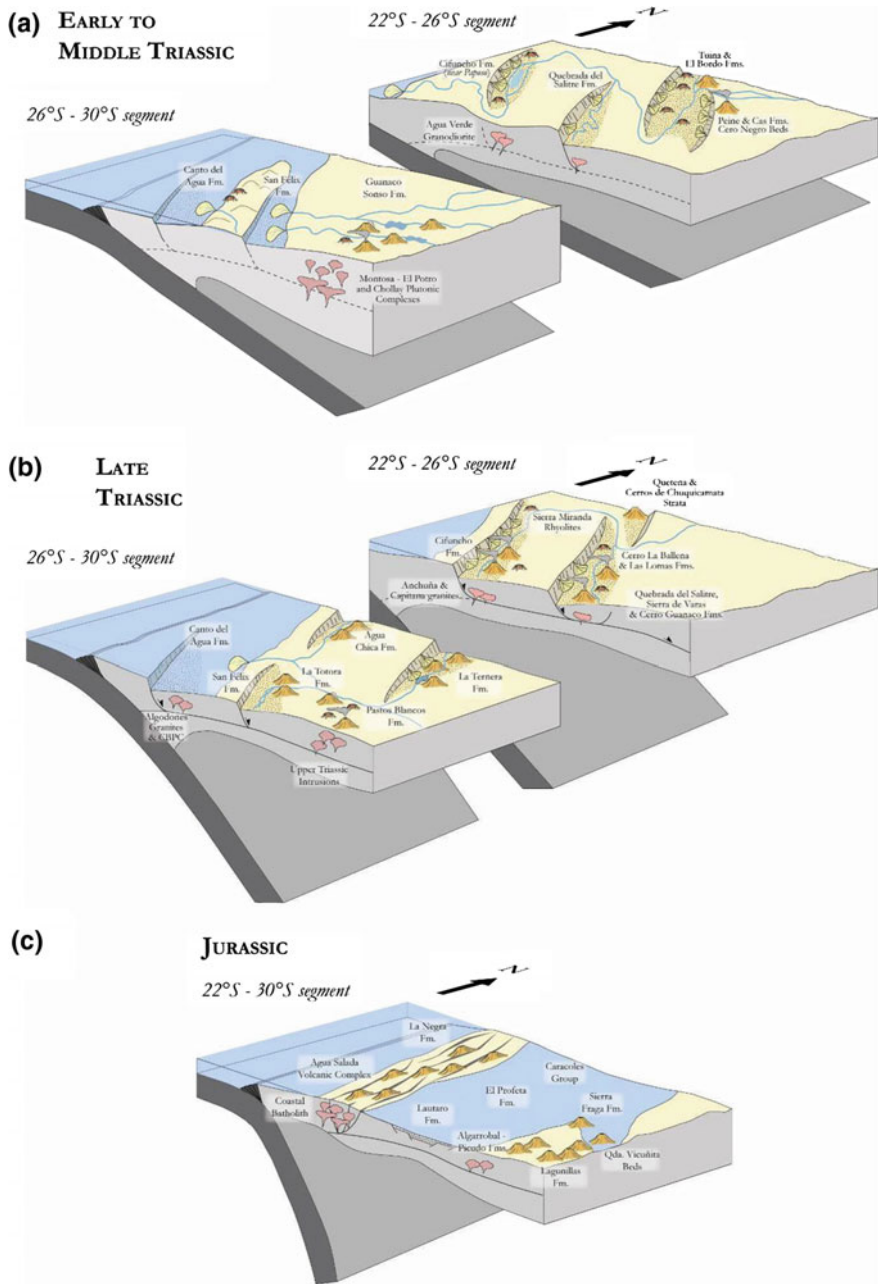 (a)
EARLY TO
MIDDLE TRIASSIC
22°S - 26°S segment
N
26°S - 30°S segment
Cifuncho Fm.
(near Paposo)
Quebrada del
Salitre Fm.
Tuina &
El Bordo Fms.
Agua Verde
Granodiorite
Peine & Cas Fms.
Cero Negro Beds
Canto del
Agua Fm.
San Félix
Fm.
Guanaco
Sonso Fm.
Montosa - El Potro
and Chollay Plutonic
Complexes
(b)
LATE
TRIASSIC
22°S - 26°S segment
N
26°S - 30°S segment
Quetena &
Cerros de Chuquicamata
Strata
Cifuncho
Fm.
Sierra Miranda
Rhyolites
Cerro La Ballena
& Las Lomas Fms.
Anchuña &
Capitana granites
Quebrada del Salitre,
Sierra de Varas
& Cerro Guanaco Fms.
Canto del
Agua Fm.
Agua
Chica Fm.
San Félix
Fm.
La Totora
Fm.
La Ternera
Fm.
Pastos Blancos
Fm.
Algodones
Granites
& CBPC
Upper Triassic
Intrusions
(c)
JURASSIC
22°S - 30°S segment
N
La Negra
Fm.
Agua Salada
Volcanic Complex
Caracoles
Group
Coastal
Batholith
El Profeta
Fm.
Sierra
Fraga Fm.
Lautaro
Fm.
Algarrobal -
Picudo Fms.
Lagunillas
Fm.
Qda. Vicuñita
Beds